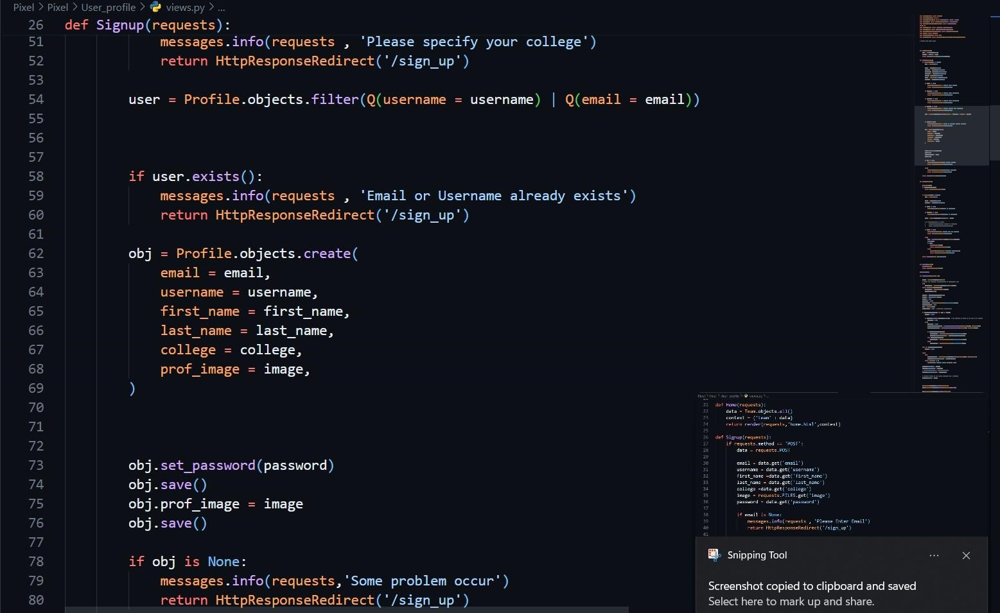 Pixel > Pixel > User_profile > views.py > ...
26 def Signup(requests):
51 messages.info(requests , 'Please specify your college')
52 return HttpResponseRedirect('/sign_up')
53
54 user = Profile.objects.filter(Q(username = username) | Q(email = email))
55
56
57
58 if user.exists():
59 messages.info(requests , 'Email or Username already exists')
60 return HttpResponseRedirect('/sign_up')
61
62 obj = Profile.objects.create(
63 email = email,
64 username = username,
65 first_name = first_name,
66 last_name = last_name,
67 college = college,
68 prof_image = image,
69 )
70
71
72
73 obj.set_password(password)
74 obj.save()
75 obj.prof_image = image
76 obj.save()
77
78 if obj is None:
79 messages.info(requests,'Some problem occur')
80 return HttpResponseRedirect('/sign_up')
Pixel > Pixel > User_profile > views.py > ...
21 def Home(requests):
22 data = Team.objects.all()
23 context = {'team' : data}
24 return render(requests,'home.html',context)
25
26 def Signup(requests):
27 if requests.method == 'POST':
28 data = requests.POST
29
30 email = data.get('email')
31 username = data.get('username')
32 first_name =data.get('first_name')
33 last_name = data.get('last_name')
34 college =data.get('college')
35 image = requests.FILES.get('image')
36 password = data.get('password')
37
38 if email is None:
39 messages.info(requests , 'Please Enter Email')
40 return HttpResponseRedirect('/sign_up')
41
Snipping Tool
Screenshot copied to clipboard and saved
Select here to mark up and share.